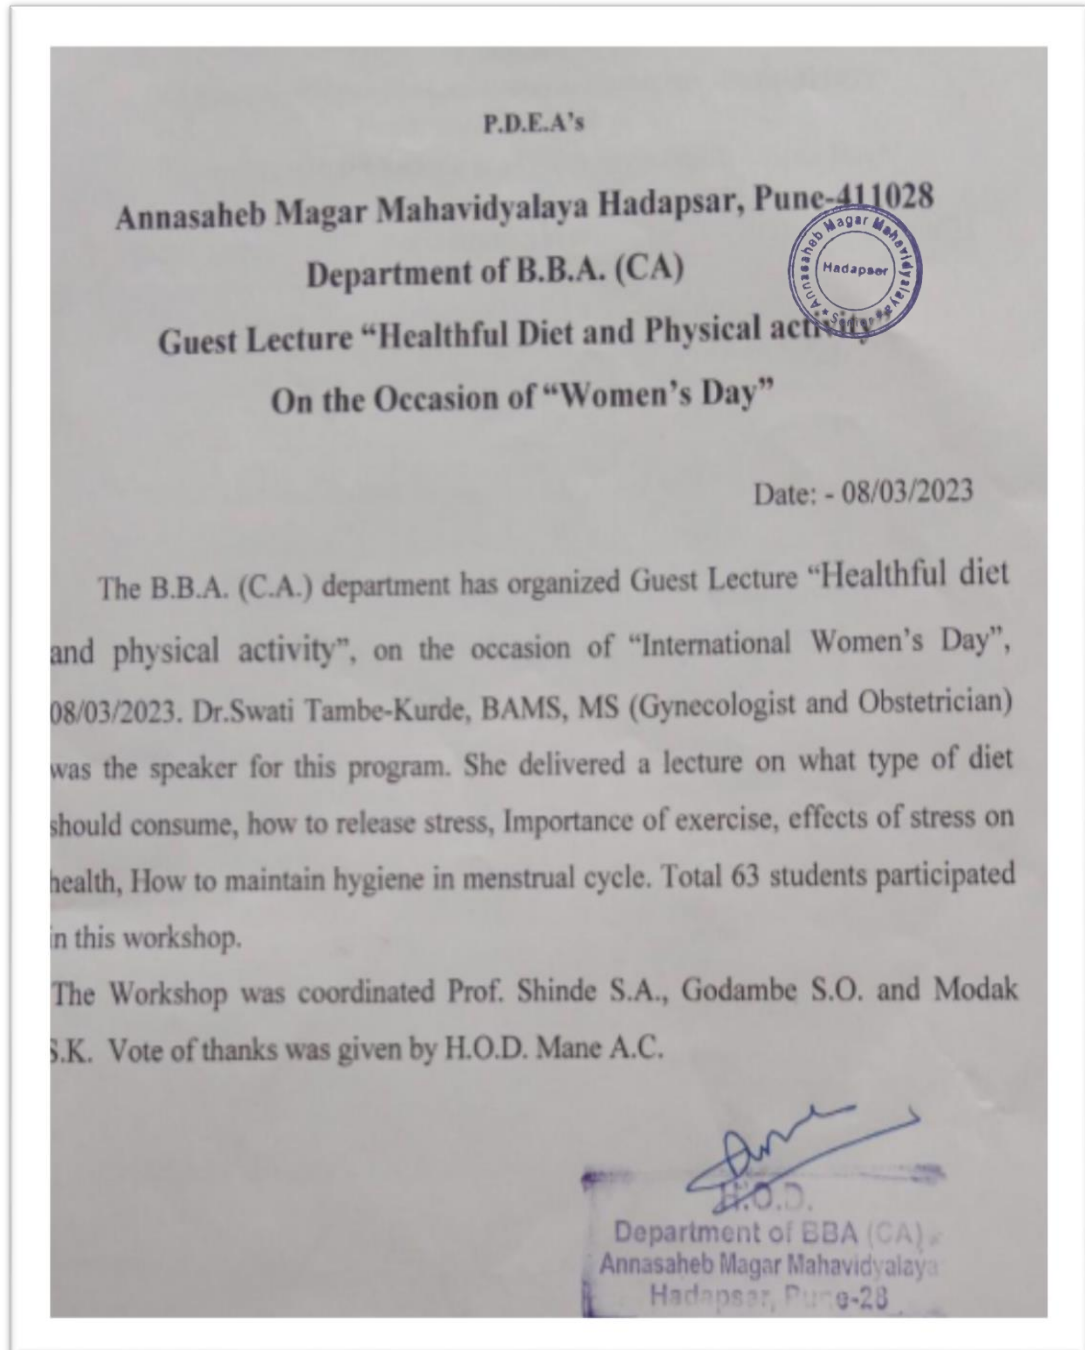 P.D.E.A's
Annasaheb Magar Mahavidyalaya Hadapsar, Pune-411028
Annasaheb Magar Mahavidyalaya
Hadapser
Department of B.B.A. (CA)
Guest Lecture “Healthful Diet and Physical activity”
On the Occasion of “Women's Day”
Date: - 08/03/2023
The B.B.A. (C.A.) department has organized Guest Lecture “Healthful diet
and physical activity”, on the occasion of “International Women's Day”,
08/03/2023. Dr.Swati Tambe-Kurde, BAMS, MS (Gynecologist and Obstetrician)
was the speaker for this program. She delivered a lecture on what type of diet
should consume, how to release stress, Importance of exercise, effects of stress on
health, How to maintain hygiene in menstrual cycle. Total 63 students participated
in this workshop.
The Workshop was coordinated Prof. Shinde S.A., Godambe S.O. and Modak
S.K. Vote of thanks was given by H.O.D. Mane A.C.
H.O.D.
Department of BBA (CA)
Annasaheb Magar Mahavidyalaya
Hadapsar, Pune-28